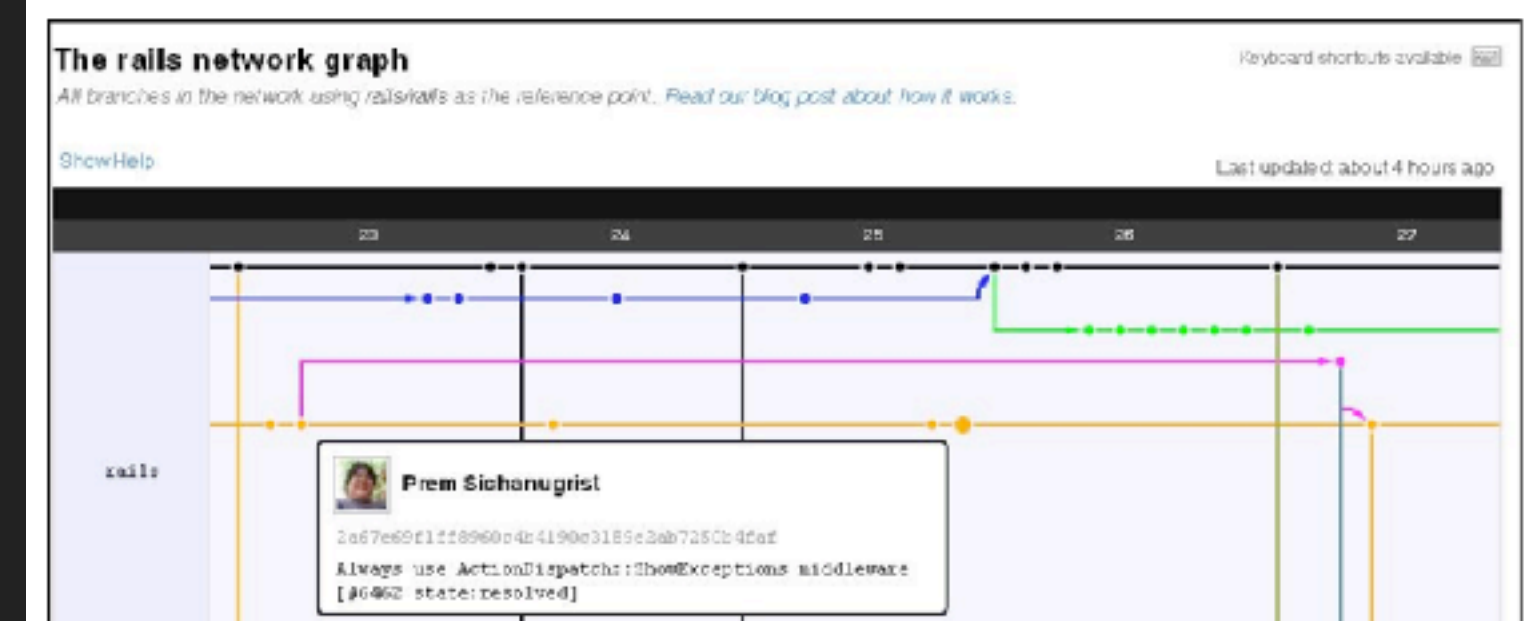 The rails network graph
Keyboard shortcuts available
All branches in the network using rails/rails as the reference point. Read our blog post about how it works.
Show Help
Last updated: about 4 hours ago
23 24 25 26 27
rails
Prem Sichanugrist
Always use ActionDispatch::ShowExceptions middleware
[#6462 state:resolved]